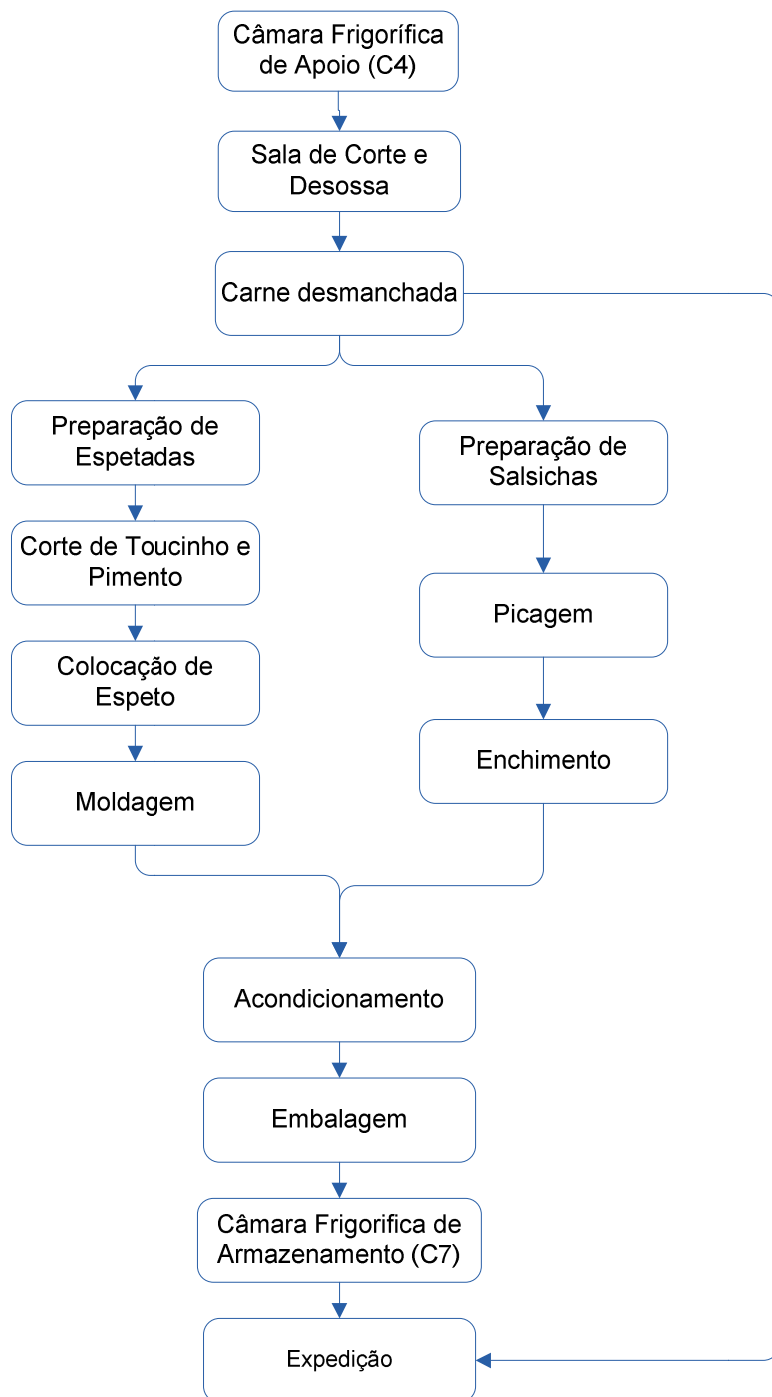 Câmara Frigorífica
de Apoio (C4)
Sala de Corte e
Desossa
Carne desmanchada
Preparação de
Espetadas
Corte de Toucinho e
Pimento
Colocação de
Espeto
Moldagem
Preparação de
Salsichas
Picagem
Enchimento
Acondicionamento
Embalagem
Câmara Frigorifica de
Armazenamento (C7)
Expedição